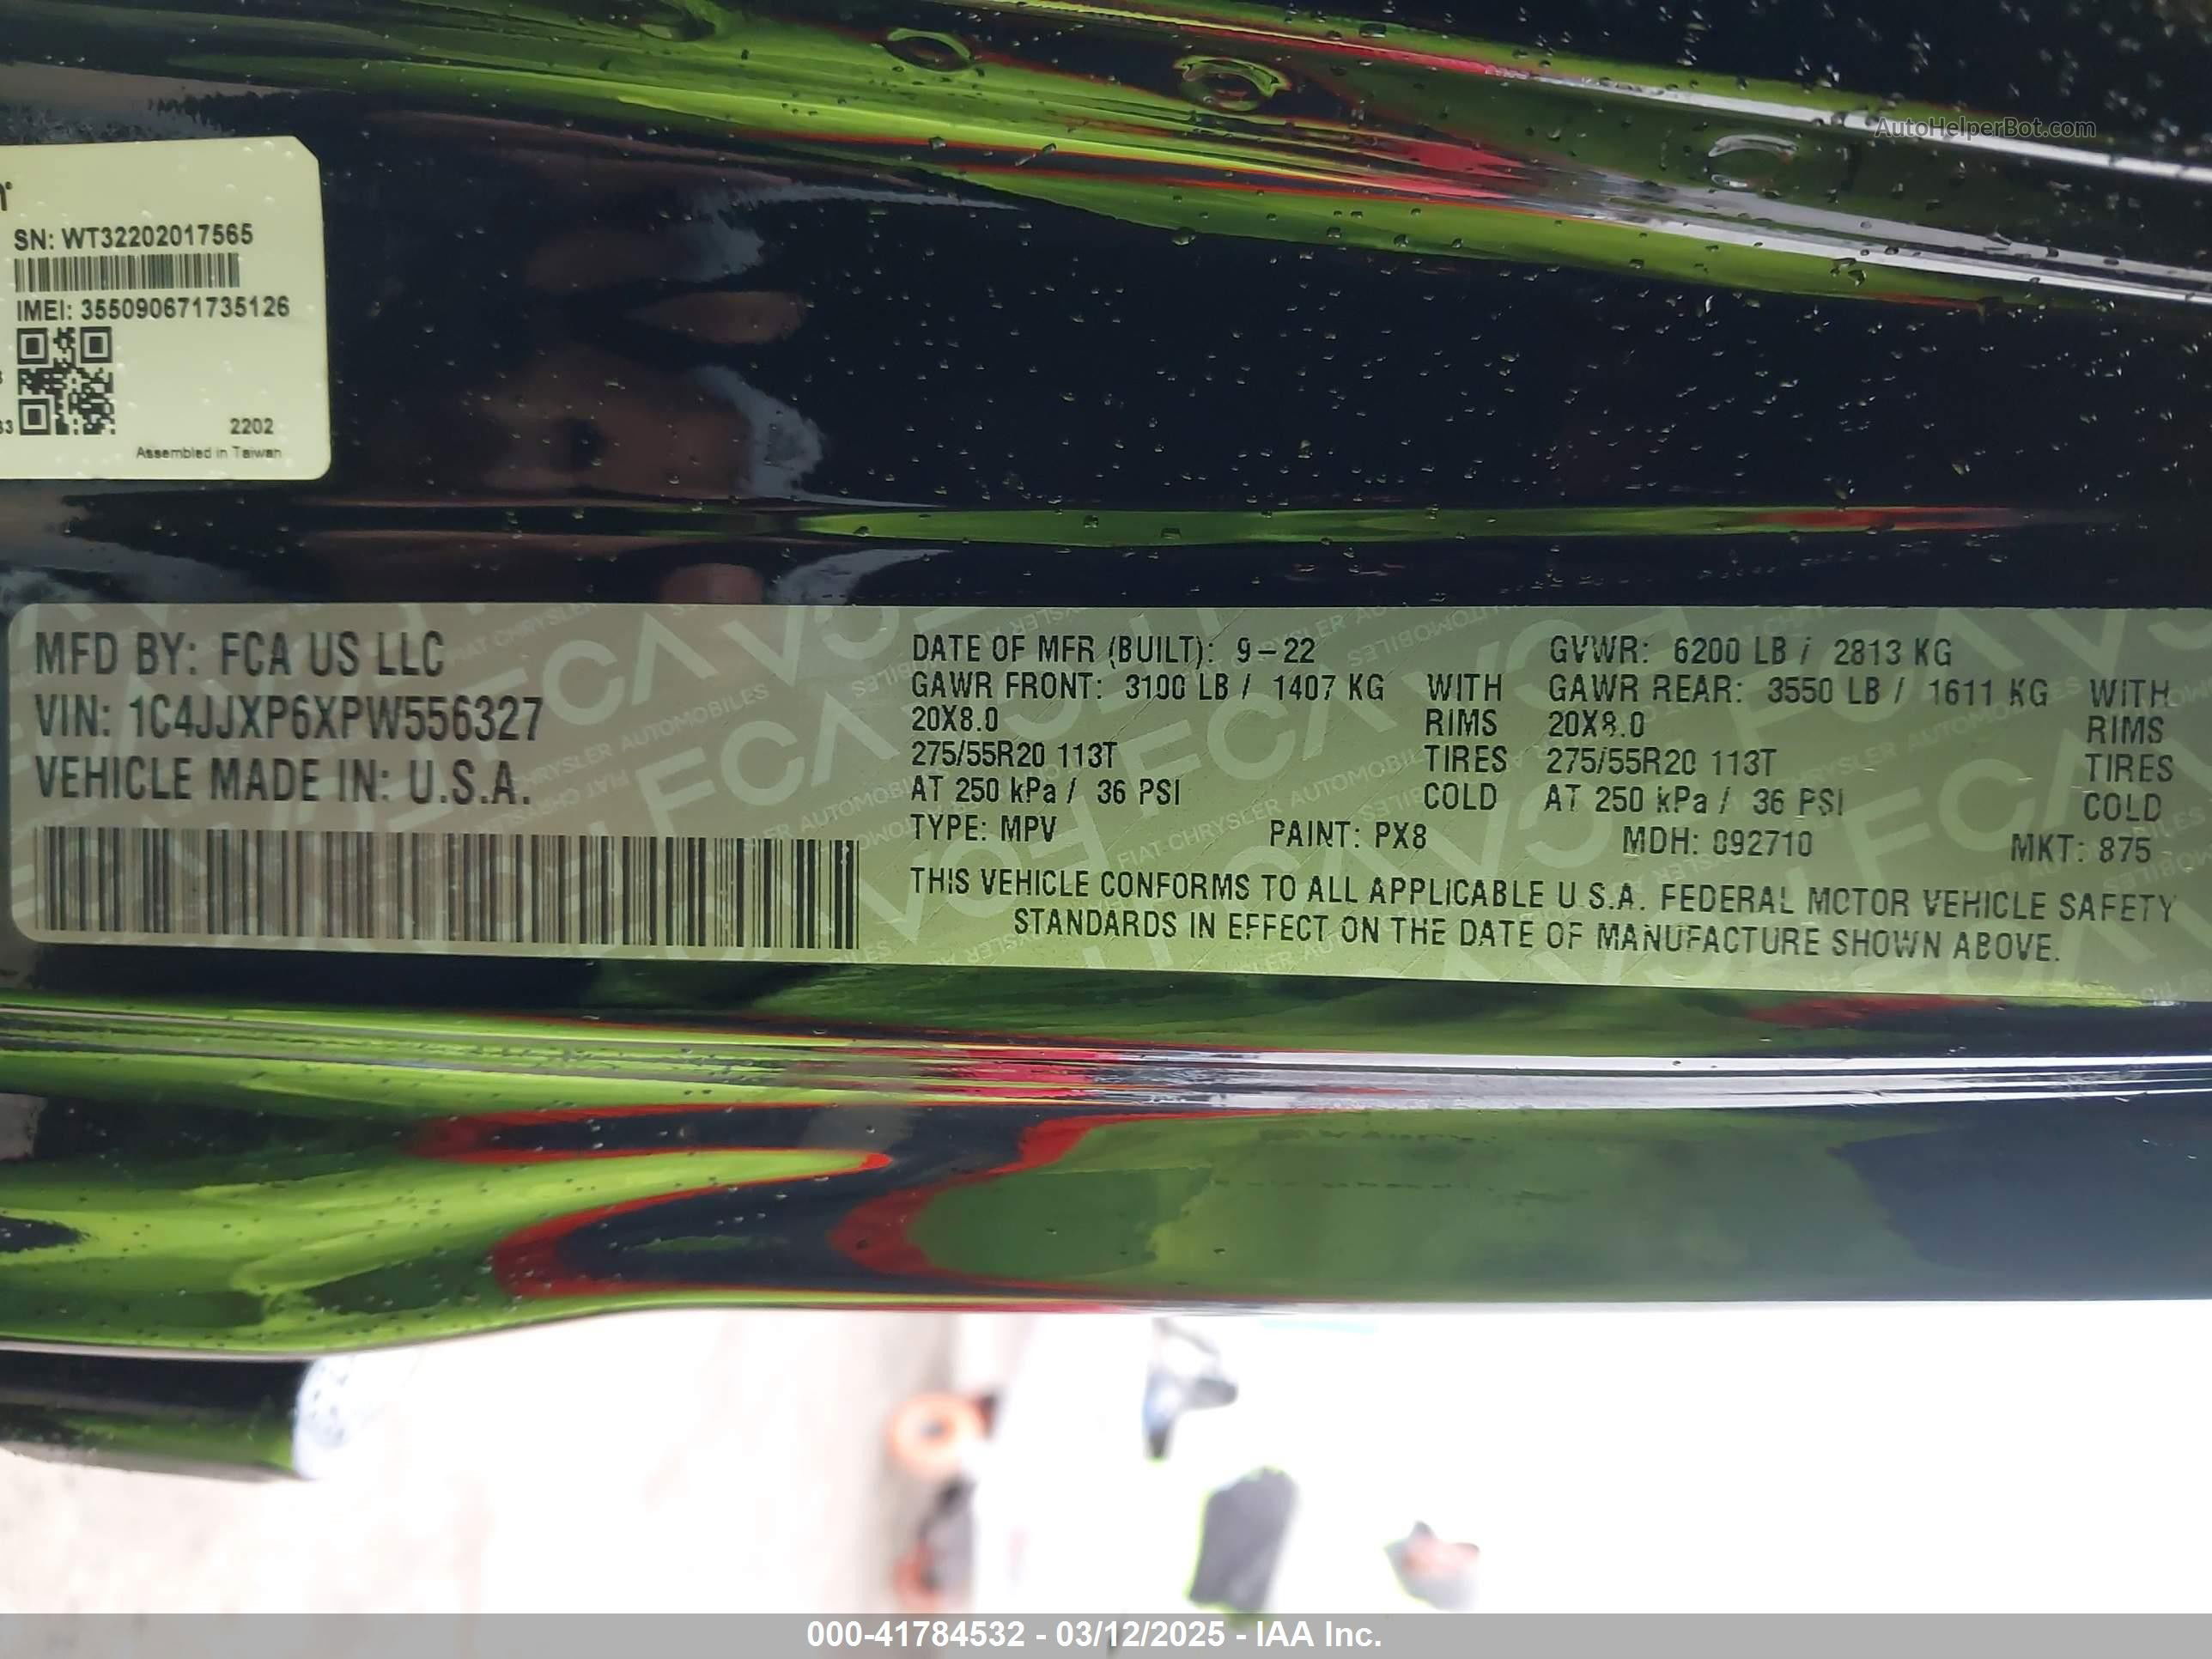 AutoHelperBot.com
SN: WT32202017565
IMEI: 355090671735126
2202
Assembled in Taiwan
MFD BY: FCA US LLC
VIN: 1C4JJXP6XPW556327
VEHICLE MADE IN: U.S.A.
DATE OF MFR (BUILT): 9-22 GVWR: 6200 LB / 2813 KG
GAWR FRONT: 3100 LB / 1407 KG WITH GAWR REAR: 3550 LB / 1611 KG WITH
20X8.0 RIMS 20X8.0 RIMS
275/55R20 113T TIRES 275/55R20 113T TIRES
AT 250 kPa / 36 PSI COLD AT 250 kPa / 36 PSI COLD
TYPE: MPV PAINT: PX8 MDH: 092710 MKT: 875
THIS VEHICLE CONFORMS TO ALL APPLICABLE U.S.A. FEDERAL MOTOR VEHICLE SAFETY
STANDARDS IN EFFECT ON THE DATE OF MANUFACTURE SHOWN ABOVE.
000-41784532 - 03/12/2025 - IAA Inc.